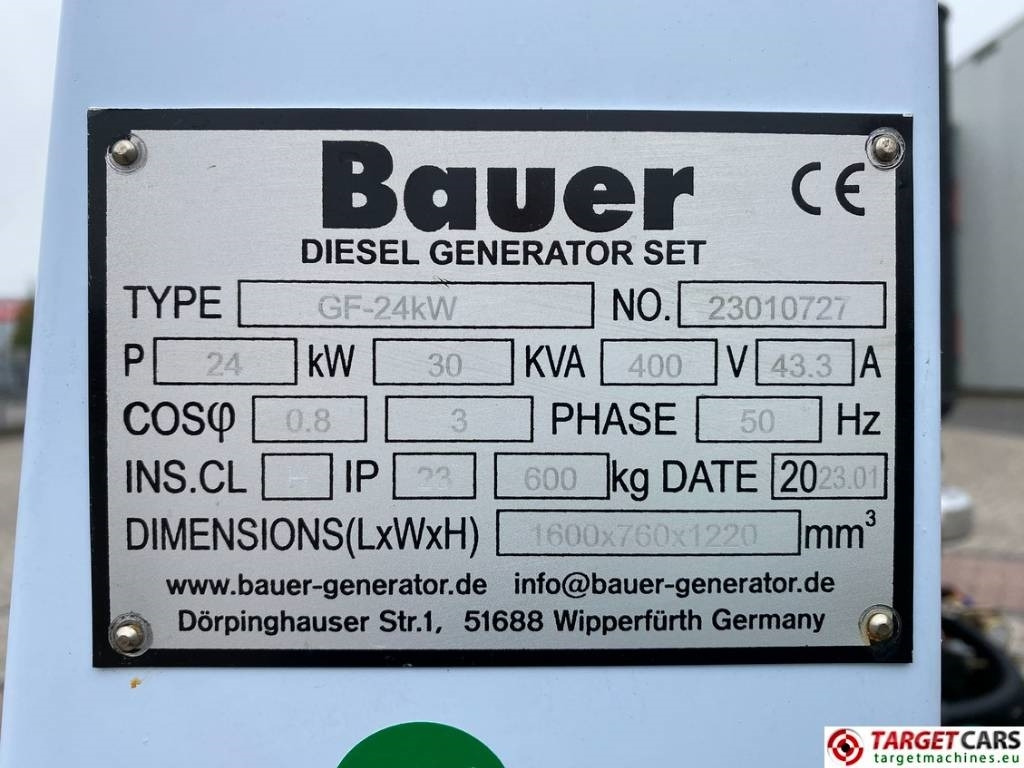 Bauer CE
DIESEL GENERATOR SET
TYPE GF-24kW NO. 23010727
P 24 kW 30 KVA 400 V 43.3 A
COSφ 0.8 3 PHASE 50 Hz
INS.CL IP 23 600 kg DATE 2023.01
DIMENSIONS(LxWxH) 1600x760x1220 mm³
www.bauer-generator.de info@bauer-generator.de
Dörpinghauser Str.1, 51688 Wipperfürth Germany
TARGETCARS
targetmachines.eu